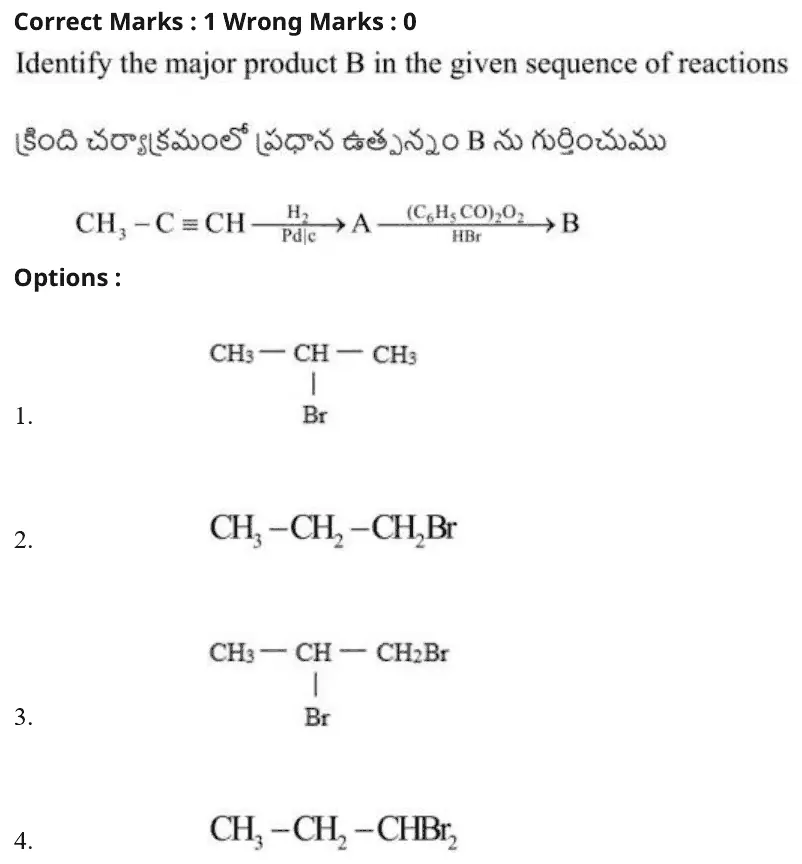 Correct Marks : 1 Wrong Marks : 0
Identify the major product B in the given sequence of reactions
క్రింది చర్యాక్రమంలో ప్రధాన ఉత్పన్నం B ను గుర్తించుము
CH₃ – C ≡ CH —H₂/Pd|c→ A —(C₆H₅CO)₂O₂/HBr→ B
Options :
CH3 — CH — CH3
|
1. Br
2. CH₃ – CH₂ – CH₂Br
CH3 — CH — CH2Br
|
3. Br
4. CH₃ – CH₂ – CHBr₂